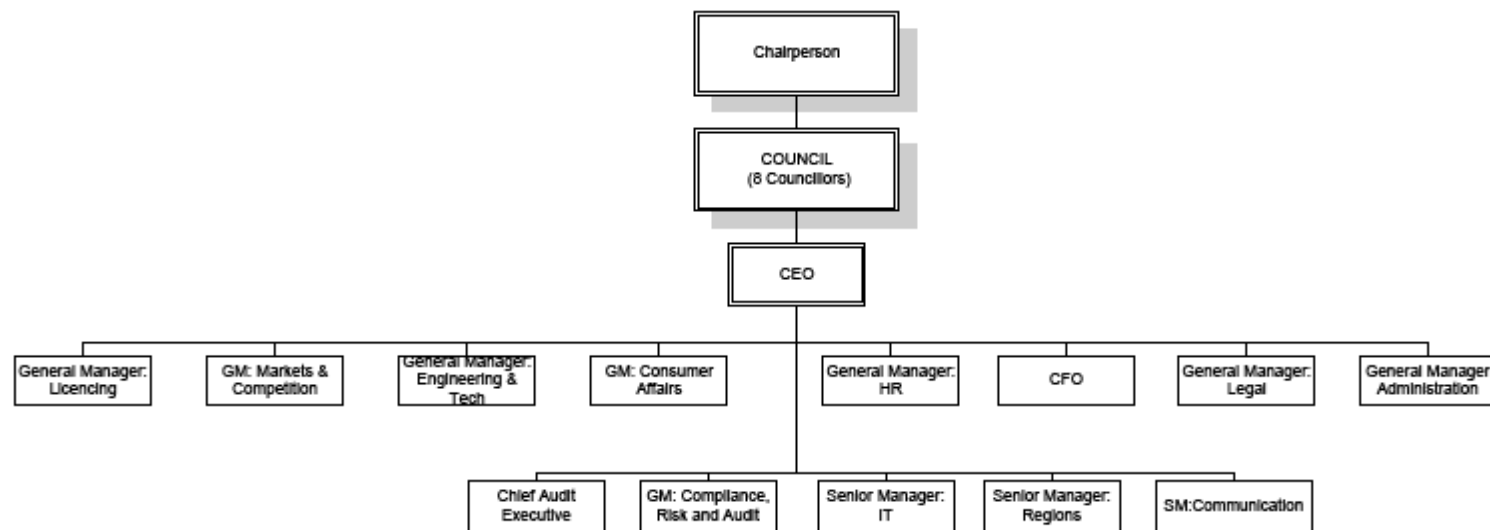 Chairperson
COUNCIL
(8 Councillors)
CEO
General Manager:
Licencing
GM: Markets &
Competition
General Manager:
Engineering &
Tech
GM: Consumer
Affairs
General Manager:
HR
CFO
General Manager:
Legal
General Manager
Administration
Chief Audit
Executive
GM: Compliance,
Risk and Audit
Senior Manager:
IT
Senior Manager:
Regions
SM:Communication